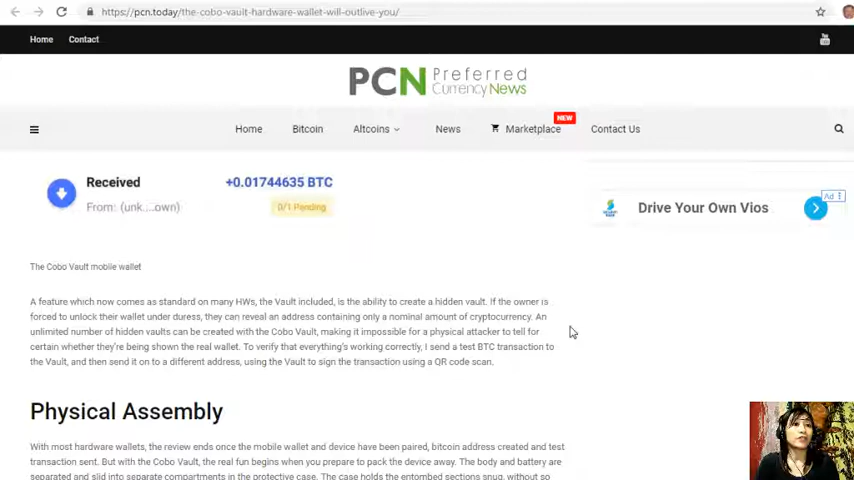 https://pcn.today/the-cobo-vault-hardware-wallet-will-outlive-you/
Home Contact
You Tube
PCN Preferred Currency News
NEW
Home Bitcoin Altcoins News Marketplace Contact Us
Received +0.01744635 BTC
From: (unk....own) 0/1 Pending
Ad
Drive Your Own Vios
The Cobo Vault mobile wallet
A feature which now comes as standard on many HWs, the Vault included, is the ability to create a hidden vault. If the owner is
forced to unlock their wallet under duress, they can reveal an address containing only a nominal amount of cryptocurrency. An
unlimited number of hidden vaults can be created with the Cobo Vault, making it impossible for a physical attacker to tell for
certain whether they're being shown the real wallet. To verify that everything's working correctly, I send a test BTC transaction to
the Vault, and then send it on to a different address, using the Vault to sign the transaction using a QR code scan.
Physical Assembly
With most hardware wallets, the review ends once the mobile wallet and device have been paired, bitcoin address created and test
transaction sent. But with the Cobo Vault, the real fun begins when you prepare to pack the device away. The body and battery are
separated and slid into separate compartments in the protective case. The case holds the entombed sections snug, without so